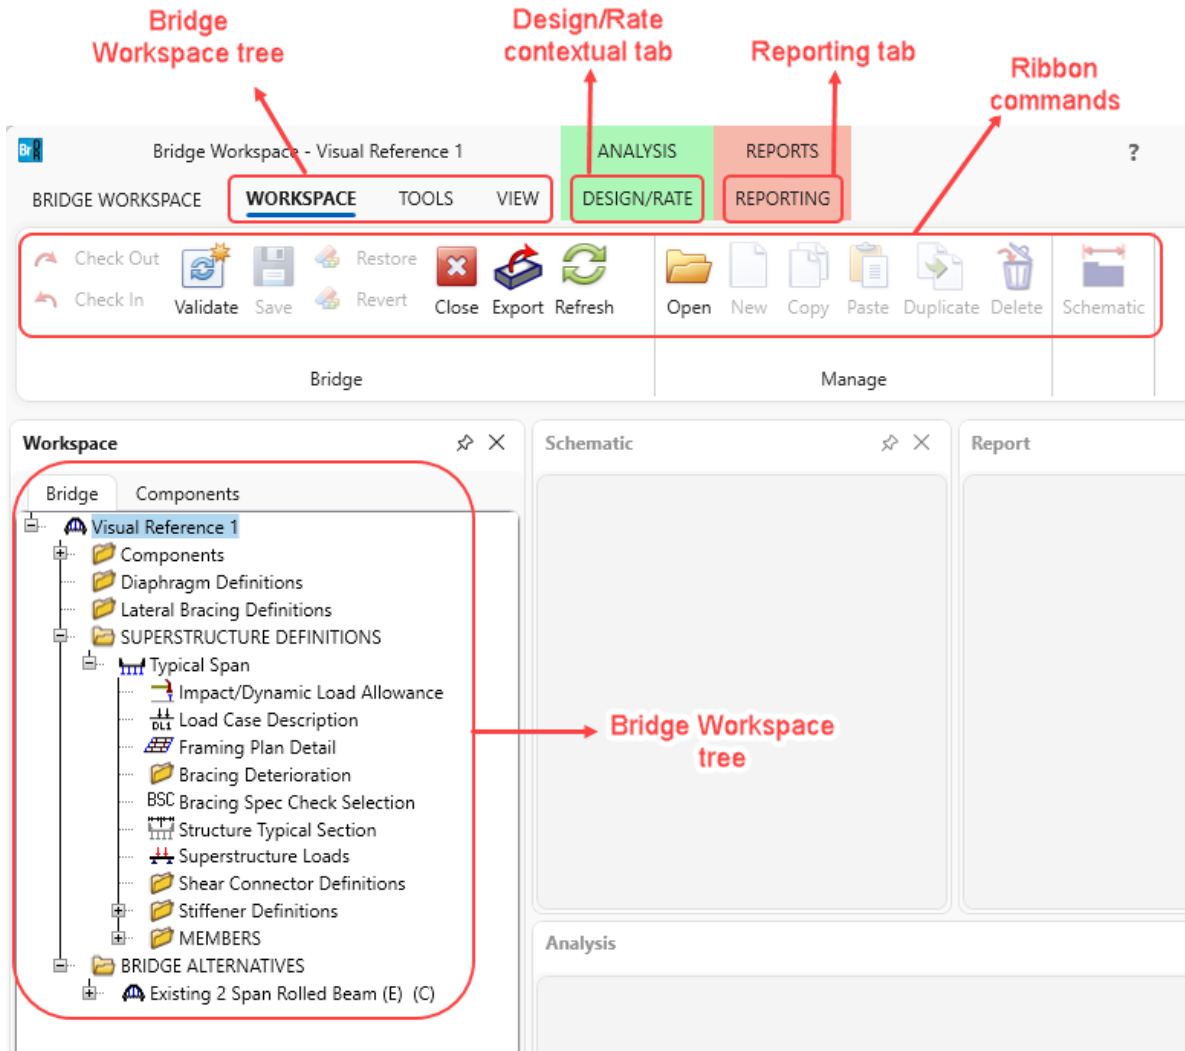 Bridge
Workspace tree
Design/Rate
contextual tab
Reporting tab
Ribbon
commands
Br DR
Bridge Workspace - Visual Reference 1
ANALYSIS
REPORTS
?
BRIDGE WORKSPACE
WORKSPACE
TOOLS
VIEW
DESIGN/RATE
REPORTING
Check Out
Check In
Validate
Save
Restore
Revert
Close
Export
Refresh
Open
New
Copy
Paste
Duplicate
Delete
Schematic
Bridge
Manage
Workspace
Schematic
Report
Bridge
Components
Visual Reference 1
Components
Diaphragm Definitions
Lateral Bracing Definitions
SUPERSTRUCTURE DEFINITIONS
Typical Span
Impact/Dynamic Load Allowance
DL1 Load Case Description
Framing Plan Detail
Bracing Deterioration
BSC Bracing Spec Check Selection
Structure Typical Section
Superstructure Loads
Shear Connector Definitions
Stiffener Definitions
MEMBERS
BRIDGE ALTERNATIVES
Existing 2 Span Rolled Beam (E) (C)
Bridge Workspace
tree
Analysis